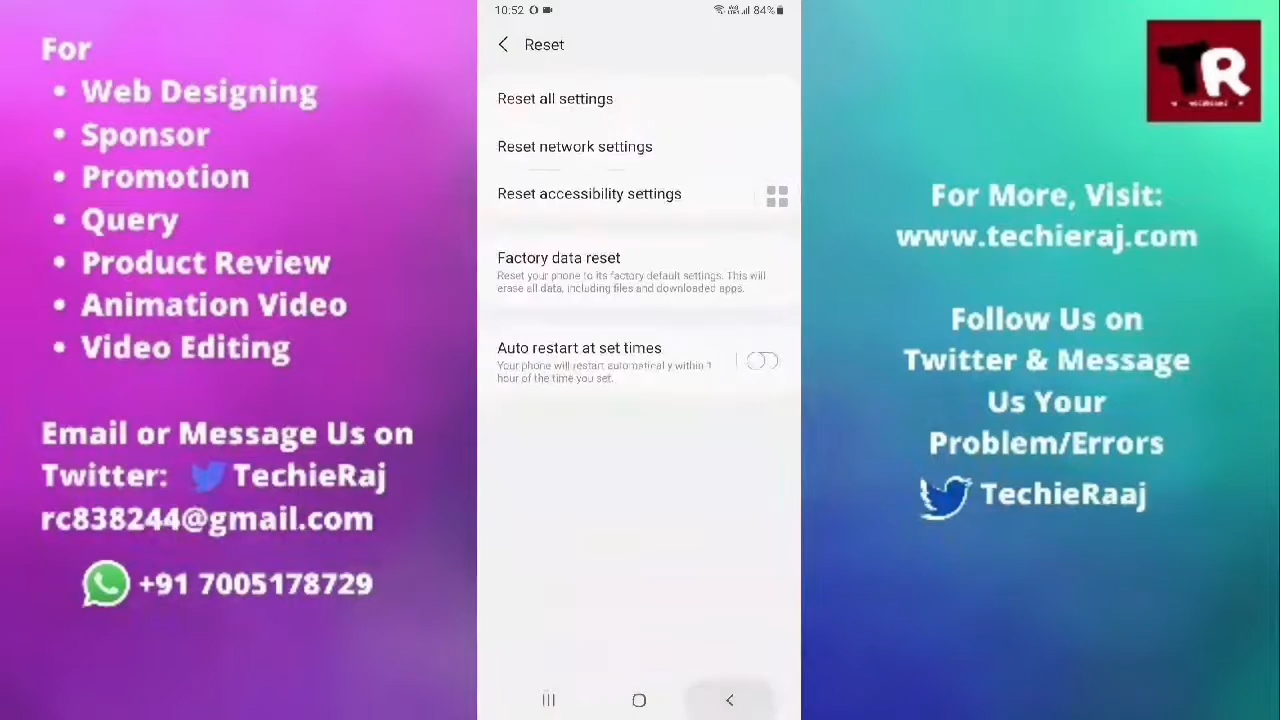 For
• Web Designing
• Sponsor
• Promotion
• Query
• Product Review
• Animation Video
• Video Editing
Email or Message Us on
Twitter: TechieRaj
rc838244@gmail.com
+91 7005178729
10:52
84%
Reset
Reset all settings
Reset network settings
Reset accessibility settings
Factory data reset
Reset your phone to its factory default settings. This will
erase all data, including files and downloaded apps.
Auto restart at set times
Your phone will restart automatically within 1
hour of the time you set.
TR
For More, Visit:
www.techieraj.com
Follow Us on
Twitter & Message
Us Your
Problem/Errors
TechieRaaj